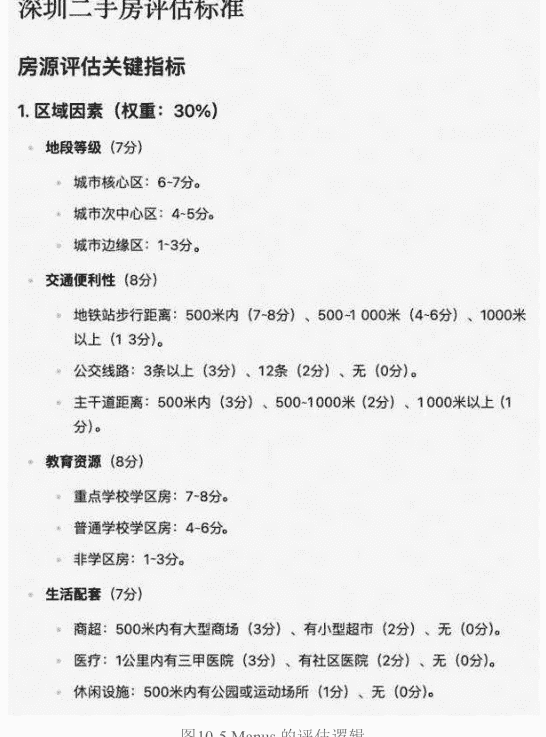 深圳二手房评估标准
房源评估关键指标
1. 区域因素（权重：30%）
地段等级（7分）
城市核心区：6-7分。
城市次中心区：4-5分。
城市边缘区：1-3分。
交通便利性（8分）
地铁站步行距离：500米内（7-8分）、500-1 000米（4-6分）、1000米
以上（1 3分）。
公交线路：3条以上（3分）、12条（2分）、无（0分）。
主干道距离：500米内（3分）、500-1000米（2分）、1000米以上（1
分）。
教育资源（8分）
重点学校学区房：7-8分。
普通学校学区房：4-6分。
非学区房：1-3分。
生活配套（7分）
商超：500米内有大型商场（3分）、有小型超市（2分）、无（0分）。
医疗：1公里内有三甲医院（3分）、有社区医院（2分）、无（0分）。
休闲设施：500米内有公园或运动场所（1分）、无（0分）。
图10-5 Manus 的评估逻辑